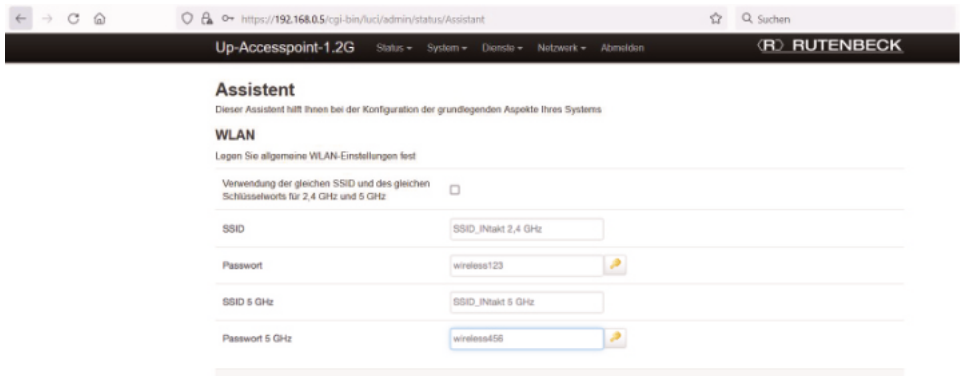 https://192.168.0.5/cgi-bin/luci/admin/status/Assistant
Suchen
Up-Accesspoint-1.2G Status System Dienste Netzwerk Abmelden
RUTENBECK
Assistent
Dieser Assistent hilft Ihnen bei der Konfiguration der grundlegenden Aspekte Ihres Systems
WLAN
Legen Sie allgemeine WLAN-Einstellungen fest
Verwendung der gleichen SSID und des gleichen
Schlüsselworts für 2,4 GHz und 5 GHz
SSID
SSID_INtakt 2,4 GHz
Passwort
wireless123
SSID 5 GHz
SSID_INtakt 5 GHz
Passwort 5 GHz
wireless456